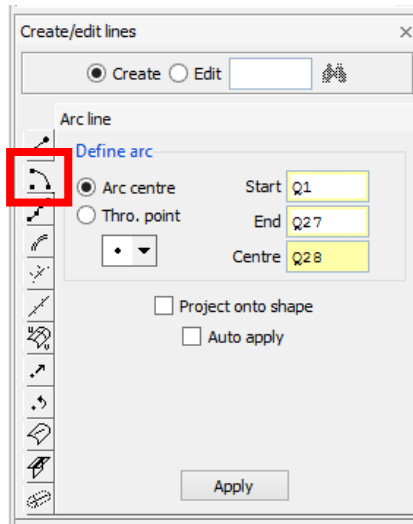 Create/edit lines
Create Edit
Arc line
Define arc
Arc centre Start Q1
Thro. point End Q27
Centre Q28
Project onto shape
Auto apply
Apply